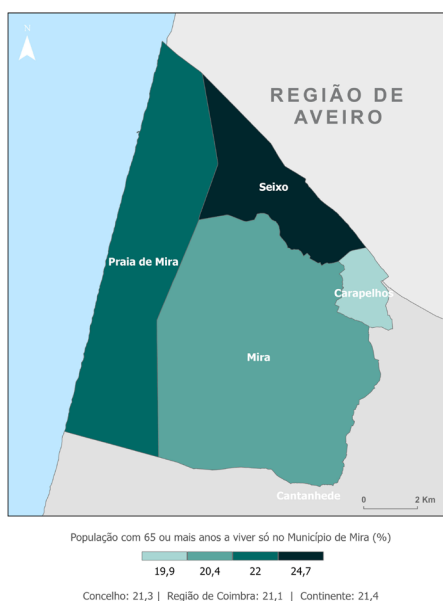 N
REGIÃO DE
AVEIRO
Seixo
Praia de Mira
Carapelhos
Mira
Cantanhede
0 2 Km
População com 65 ou mais anos a viver só no Município de Mira (%)
19,9 20,4 22 24,7
Concelho: 21,3 | Região de Coimbra: 21,1 | Continente: 21,4